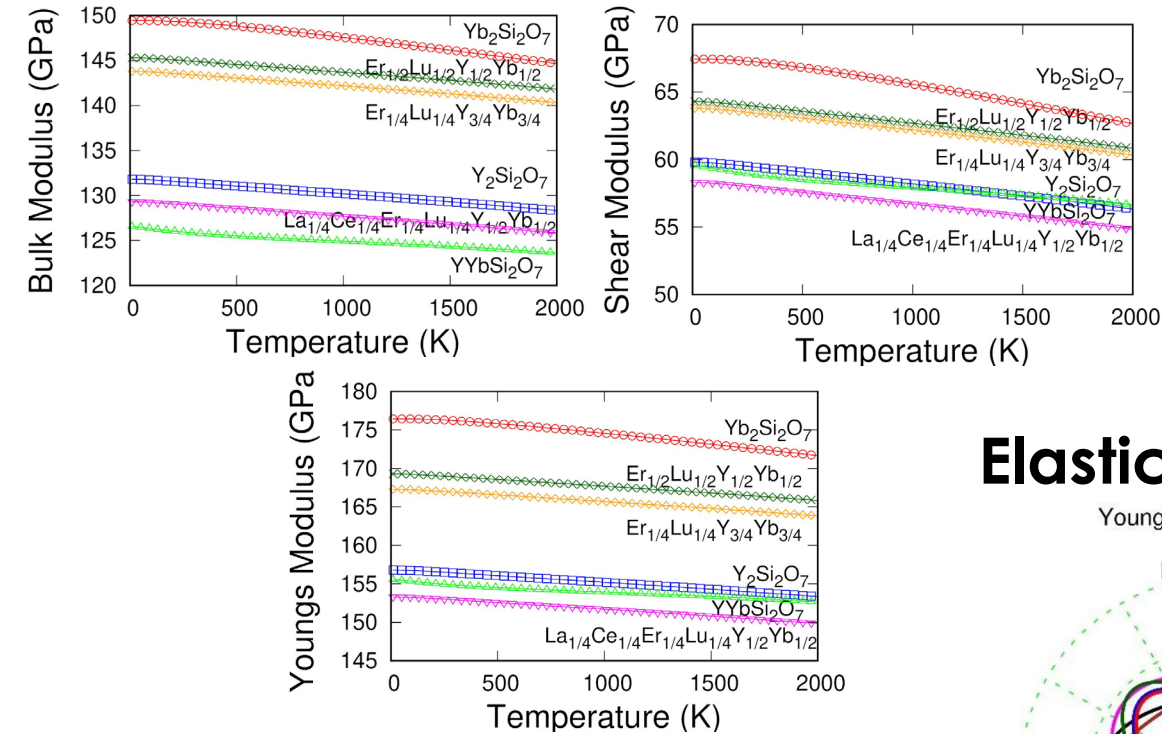 Bulk Modulus (GPa)
150
145
140
135
130
125
120
Yb2Si2O7
Er1/2Lu1/2Y1/2Yb1/2
Er1/4Lu1/4Y3/4Yb3/4
Y2Si2O7
La1/4Ce1/4Er1/4Lu1/4Y1/2Yb1/2
YYbSi2O7
0 500 1000 1500 2000
Temperature (K)
Shear Modulus (GPa)
70
65
60
55
50
Yb2Si2O7
Er1/2Lu1/2Y1/2Yb1/2
Er1/4Lu1/4Y3/4Yb3/4
Y2Si2O7
YYbSi2O7
La1/4Ce1/4Er1/4Lu1/4Y1/2Yb1/2
0 500 1000 1500 2000
Temperature (K)
Youngs Modulus (GPa
180
175
170
165
160
155
150
145
Yb2Si2O7
Er1/2Lu1/2Y1/2Yb1/2
Er1/4Lu1/4Y3/4Yb3/4
Y2Si2O7
YYbSi2O7
La1/4Ce1/4Er1/4Lu1/4Y1/2Yb1/2
0 500 1000 1500 2000
Temperature (K)
Elastic
Young